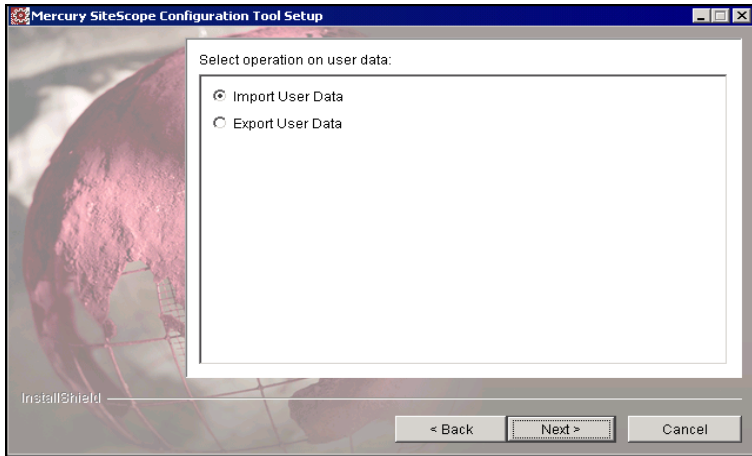 Mercury SiteScope Configuration Tool Setup
Select operation on user data:
Import User Data
Export User Data
InstallShield
< Back
Next >
Cancel